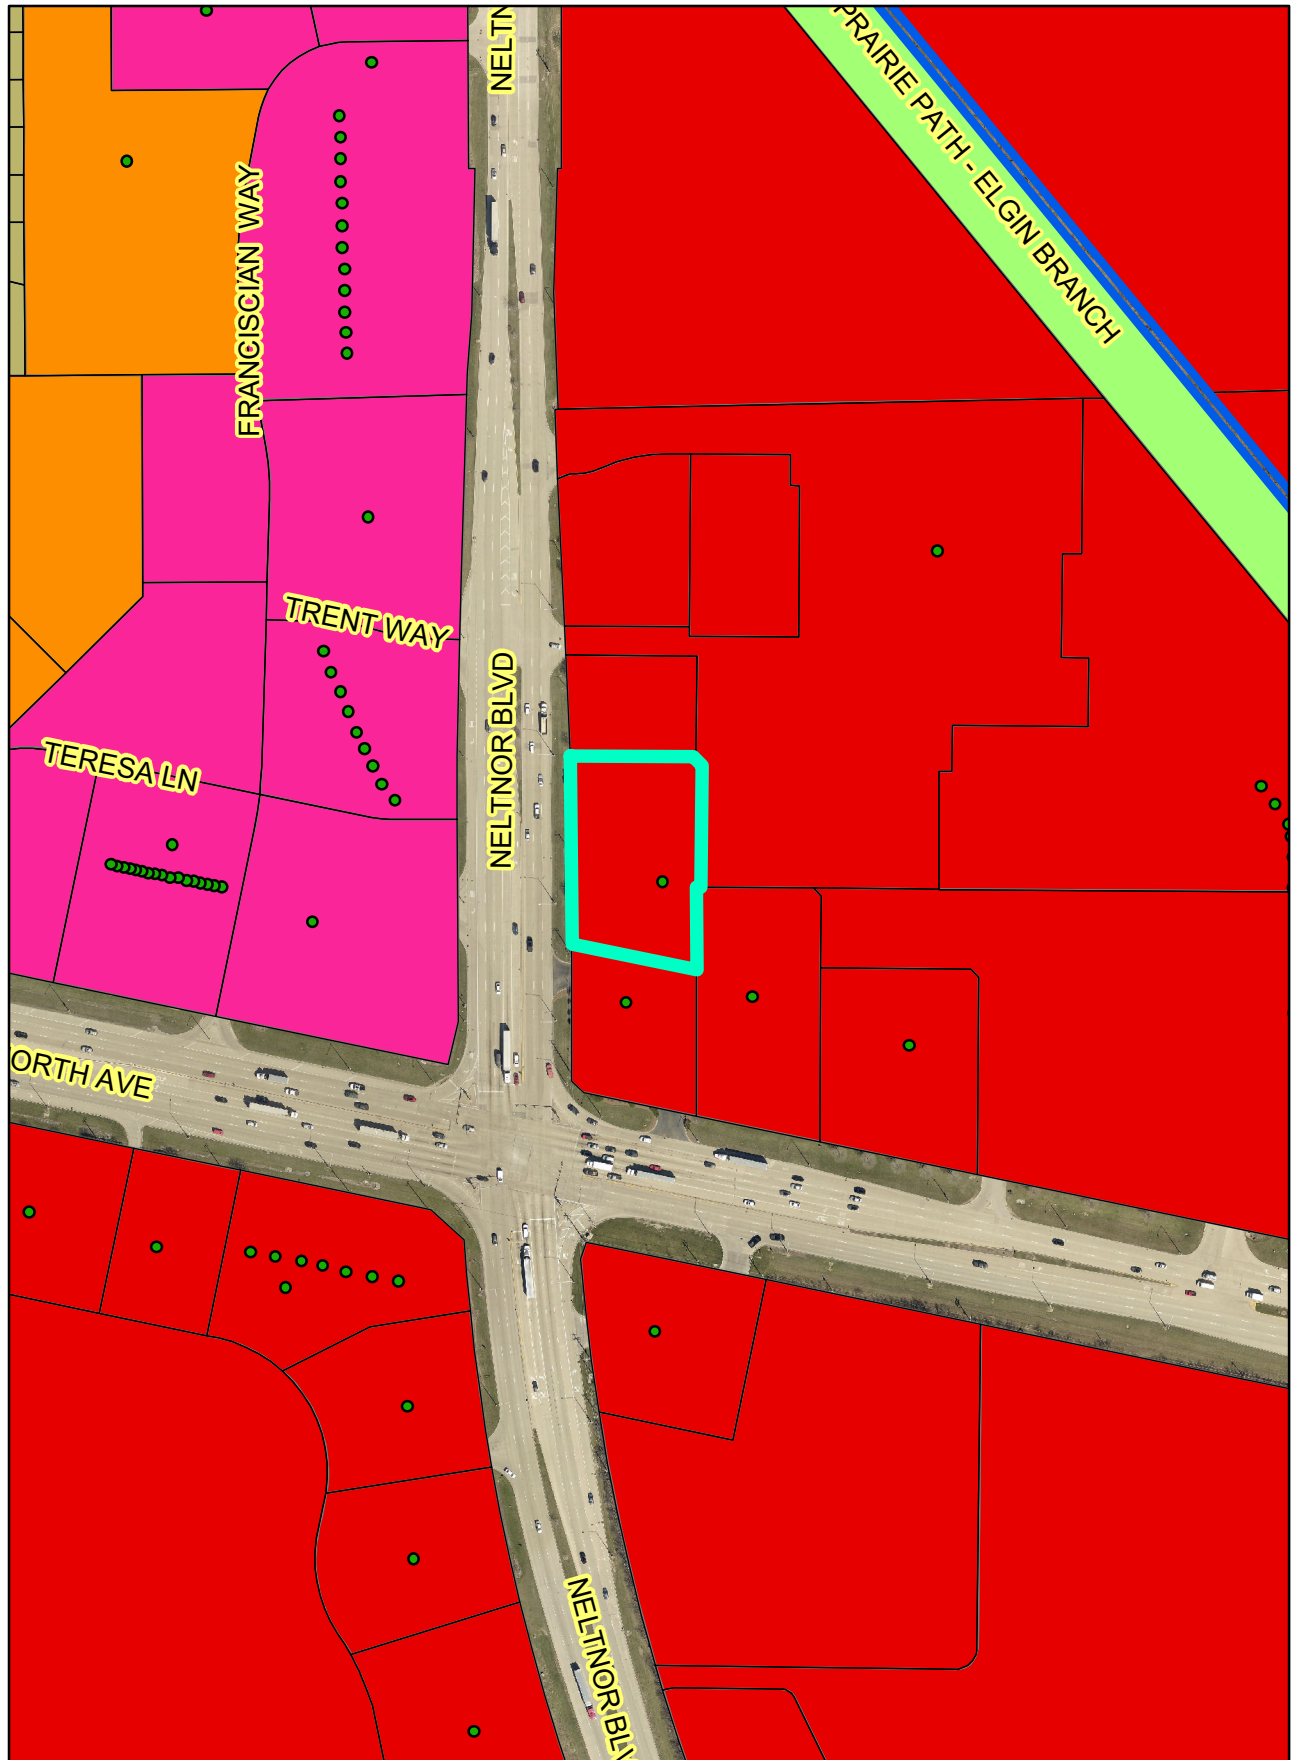 NELTN
PRAIRIE PATH - ELGIN BRANCH
FRANCISCIAN WAY
TRENT WAY
NELTNOR BLVD
TERESA LN
ORTH AVE
NELTNOR BLV